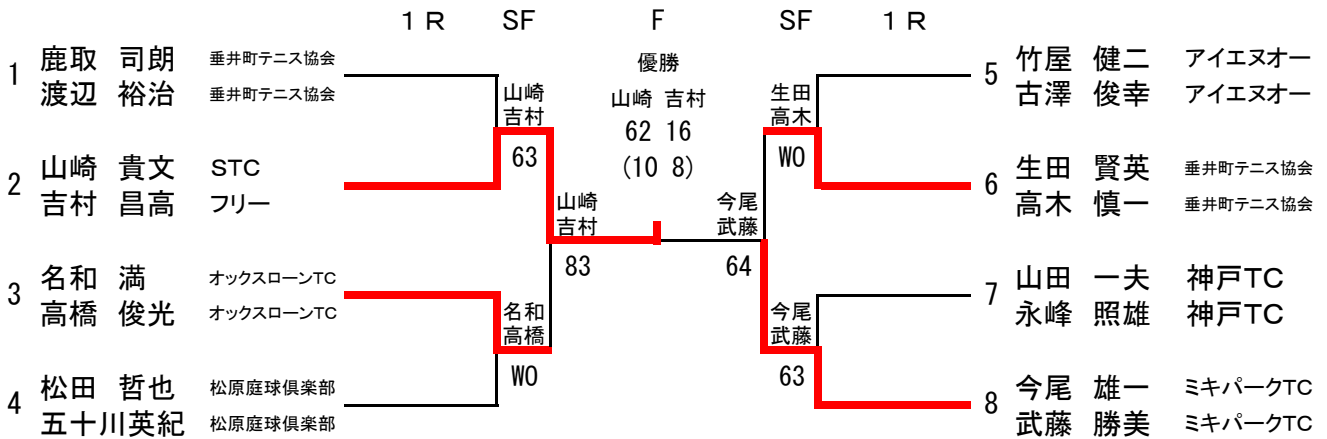 1R SF F SF 1R
優勝
山崎 吉村
62 16
(10 8)
1 鹿取 司朗 垂井町テニス協会
渡辺 裕治 垂井町テニス協会
山崎
吉村
63
2 山崎 貴文 STC
吉村 昌高 フリー
山崎
吉村
83
3 名和 満 オックスローンTC
高橋 俊光 オックスローンTC
名和
高橋
WO
4 松田 哲也 松原庭球倶楽部
五十川英紀 松原庭球倶楽部
5 竹屋 健二 アイエヌオー
古澤 俊幸 アイエヌオー
生田
高木
WO
6 生田 賢英 垂井町テニス協会
高木 慎一 垂井町テニス協会
今尾
武藤
64
7 山田 一夫 神戸TC
永峰 照雄 神戸TC
今尾
武藤
63
8 今尾 雄一 ミキパークTC
武藤 勝美 ミキパークTC